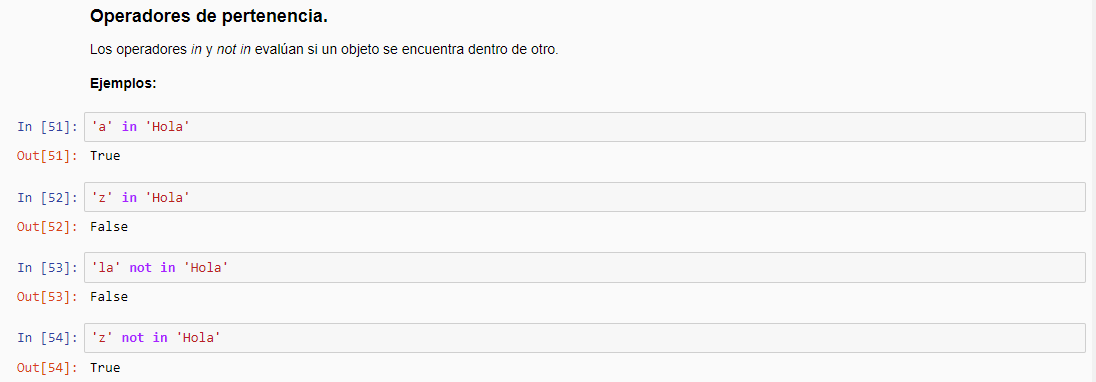 Operadores de pertenencia.
Los operadores in y not in evalúan si un objeto se encuentra dentro de otro.
Ejemplos:
In [51]: 'a' in 'Hola'
Out[51]: True
In [52]: 'z' in 'Hola'
Out[52]: False
In [53]: 'la' not in 'Hola'
Out[53]: False
In [54]: 'z' not in 'Hola'
Out[54]: True